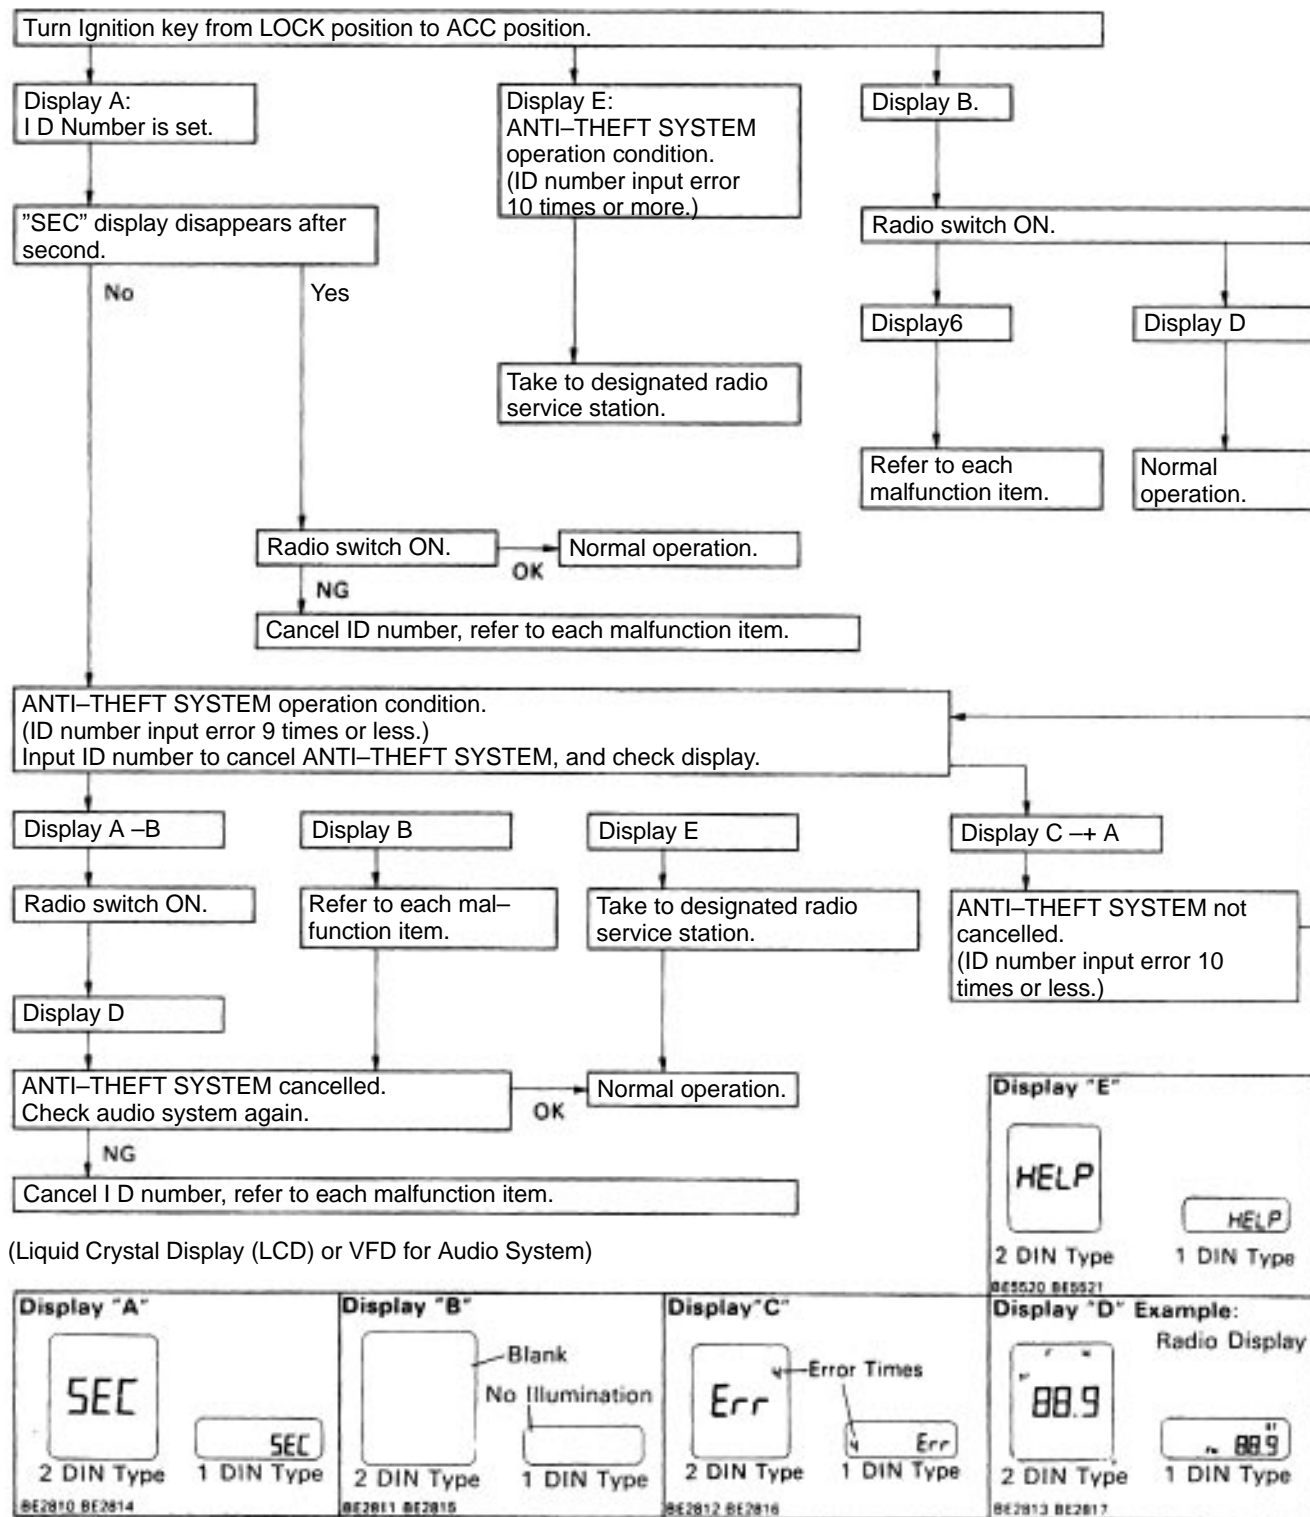 Turn Ignition key from LOCK position to ACC position.
Display A:
I D Number is set.
Display E:
ANTI–THEFT SYSTEM
operation condition.
(ID number input error
10 times or more.)
Display B.
”SEC” display disappears after
second.
Radio switch ON.
No
Yes
Display6
Display D
Take to designated radio
service station.
Refer to each
malfunction item.
Normal
operation.
Radio switch ON.
OK
Normal operation.
NG
Cancel ID number, refer to each malfunction item.
ANTI–THEFT SYSTEM operation condition.
(ID number input error 9 times or less.)
Input ID number to cancel ANTI–THEFT SYSTEM, and check display.
Display A –B
Display B
Display E
Display C –+ A
Radio switch ON.
Refer to each mal–
function item.
Take to designated radio
service station.
ANTI–THEFT SYSTEM not
cancelled.
(ID number input error 10
times or less.)
Display D
ANTI–THEFT SYSTEM cancelled.
Check audio system again.
OK
Normal operation.
NG
Cancel I D number, refer to each malfunction item.
(Liquid Crystal Display (LCD) or VFD for Audio System)
Display "E"
HELP
HELP
2 DIN Type
1 DIN Type
BE5520 BE5521
Display "A"
SEC
SEC
2 DIN Type
1 DIN Type
BE2810 BE2814
Display "B"
Blank
No Illumination
2 DIN Type
1 DIN Type
BE2811 BE2815
Display"C"
4
Error Times
Err
4 Err
2 DIN Type
1 DIN Type
BE2812 BE2816
Display "D" Example:
Radio Display
88.9
88.9
2 DIN Type
1 DIN Type
BE2813 BE2817